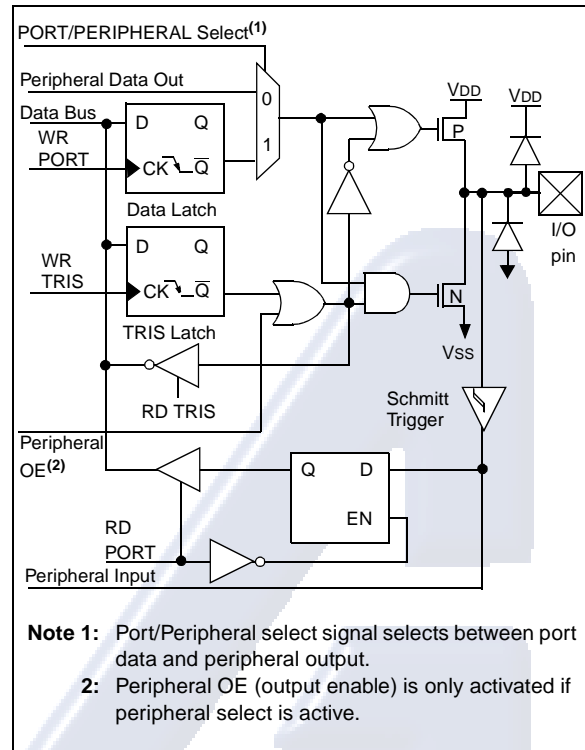 PORT/PERIPHERAL Select(1)
Peripheral Data Out
Data Bus
WR
PORT
D Q
CK Q̅
Data Latch
0
1
VDD
P
VDD
I/O
pin
D Q
CK Q̅
WR
TRIS
TRIS Latch
N
VSS
RD TRIS
Schmitt
Trigger
Peripheral
OE(2)
Q D
EN
RD
PORT
Peripheral Input
Note 1: Port/Peripheral select signal selects between port
data and peripheral output.
2: Peripheral OE (output enable) is only activated if
peripheral select is active.